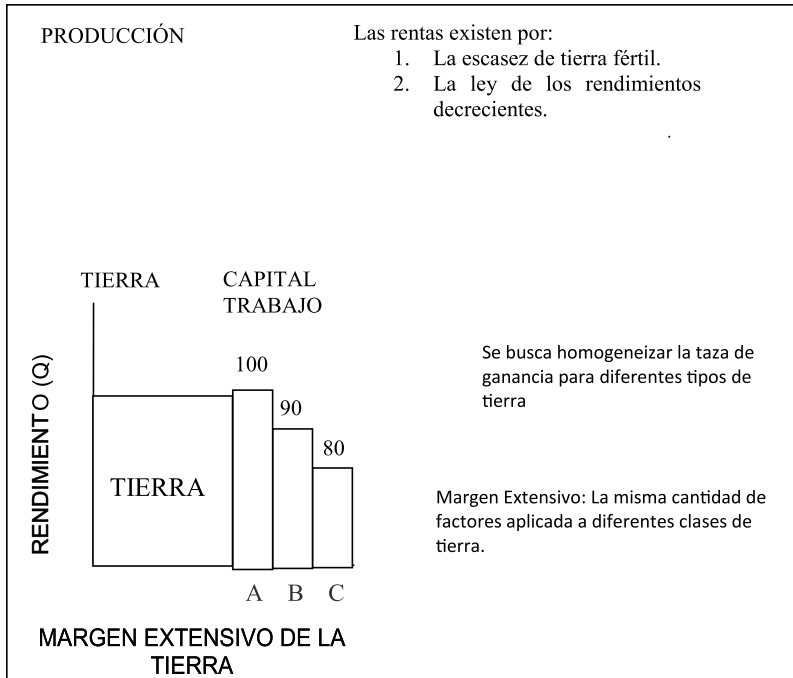 PRODUCCIÓN
Las rentas existen por:
1. La escasez de tierra fértil.
2. La ley de los rendimientos
decrecientes.
.
TIERRA
CAPITAL
TRABAJO
RENDIMIENTO (Q)
100
90
80
TIERRA
A B C
MARGEN EXTENSIVO DE LA
TIERRA
Se busca homogeneizar la taza de
ganancia para diferentes tipos de
tierra
Margen Extensivo: La misma cantidad de
factores aplicada a diferentes clases de
tierra.